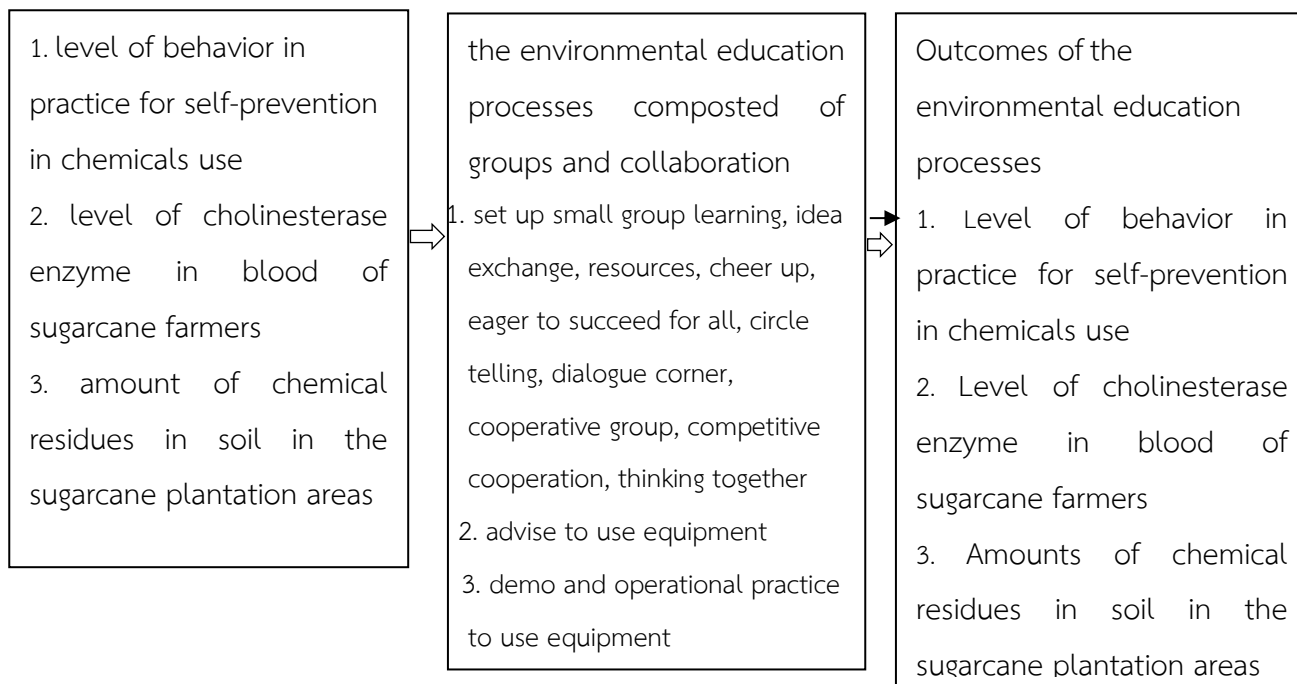 1. level of behavior in
practice for self-prevention
in chemicals use
2. level of cholinesterase
enzyme in blood of
sugarcane farmers
3. amount of chemical
residues in soil in the
sugarcane plantation areas
the environmental education
processes composted of
groups and collaboration
1. set up small group learning, idea
exchange, resources, cheer up,
eager to succeed for all, circle
telling, dialogue corner,
cooperative group, competitive
cooperation, thinking together
2. advise to use equipment
3. demo and operational practice
to use equipment
Outcomes of the
environmental education
processes
1. Level of behavior in
practice for self-prevention
in chemicals use
2. Level of cholinesterase
enzyme in blood of
sugarcane farmers
3. Amounts of chemical
residues in soil in the
sugarcane plantation areas